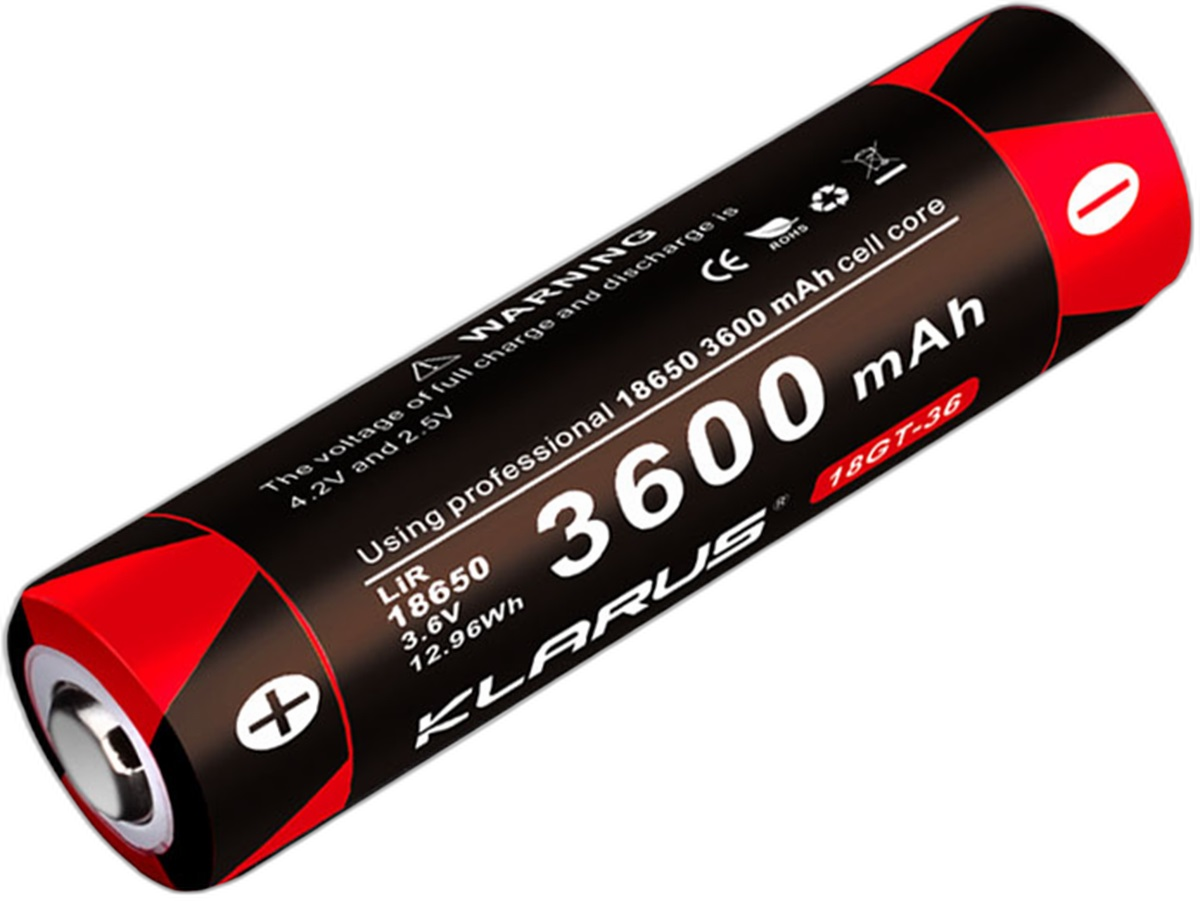 WARNING
The voltage of full charge and discharge is
4.2V and 2.5V
CE
ROHS
Using professional 18650 3600 mAh cell core
LiR
18650
3.6V
12.96Wh
3600 mAh
KLARUS®
18GT-36